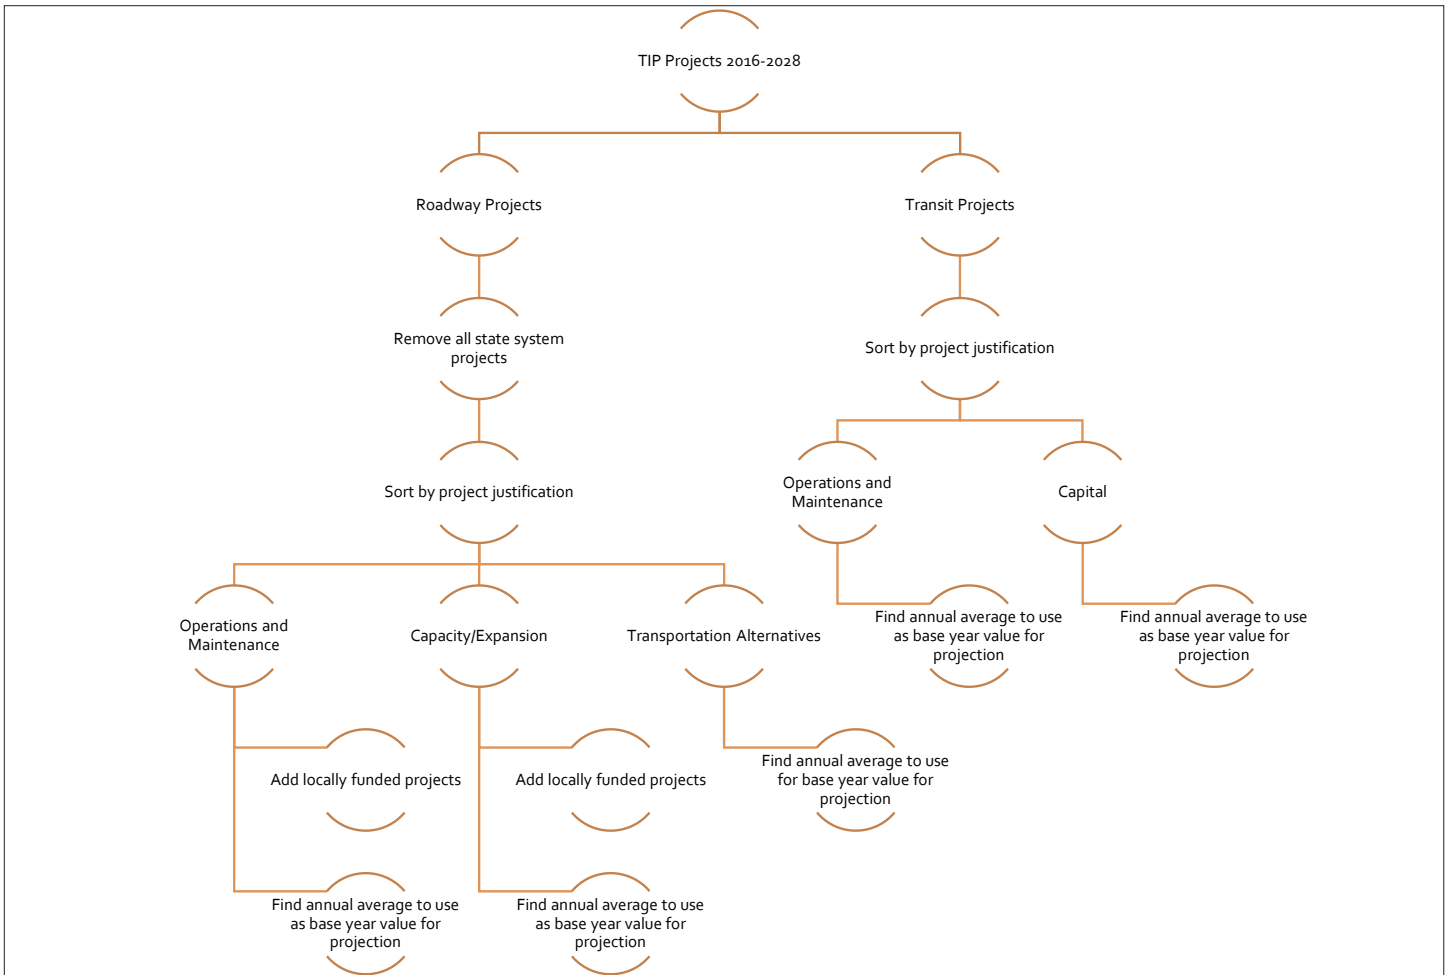 TIP Projects 2016-2028
Roadway Projects
Transit Projects
Remove all state system
projects
Sort by project justification
Sort by project justification
Operations and
Maintenance
Capital
Operations and
Maintenance
Capacity/Expansion
Transportation Alternatives
Find annual average to use
as base year value for
projection
Find annual average to use
as base year value for
projection
Add locally funded projects
Add locally funded projects
Find annual average to use
for base year value for
projection
Find annual average to use
as base year value for
projection
Find annual average to use
as base year value for
projection